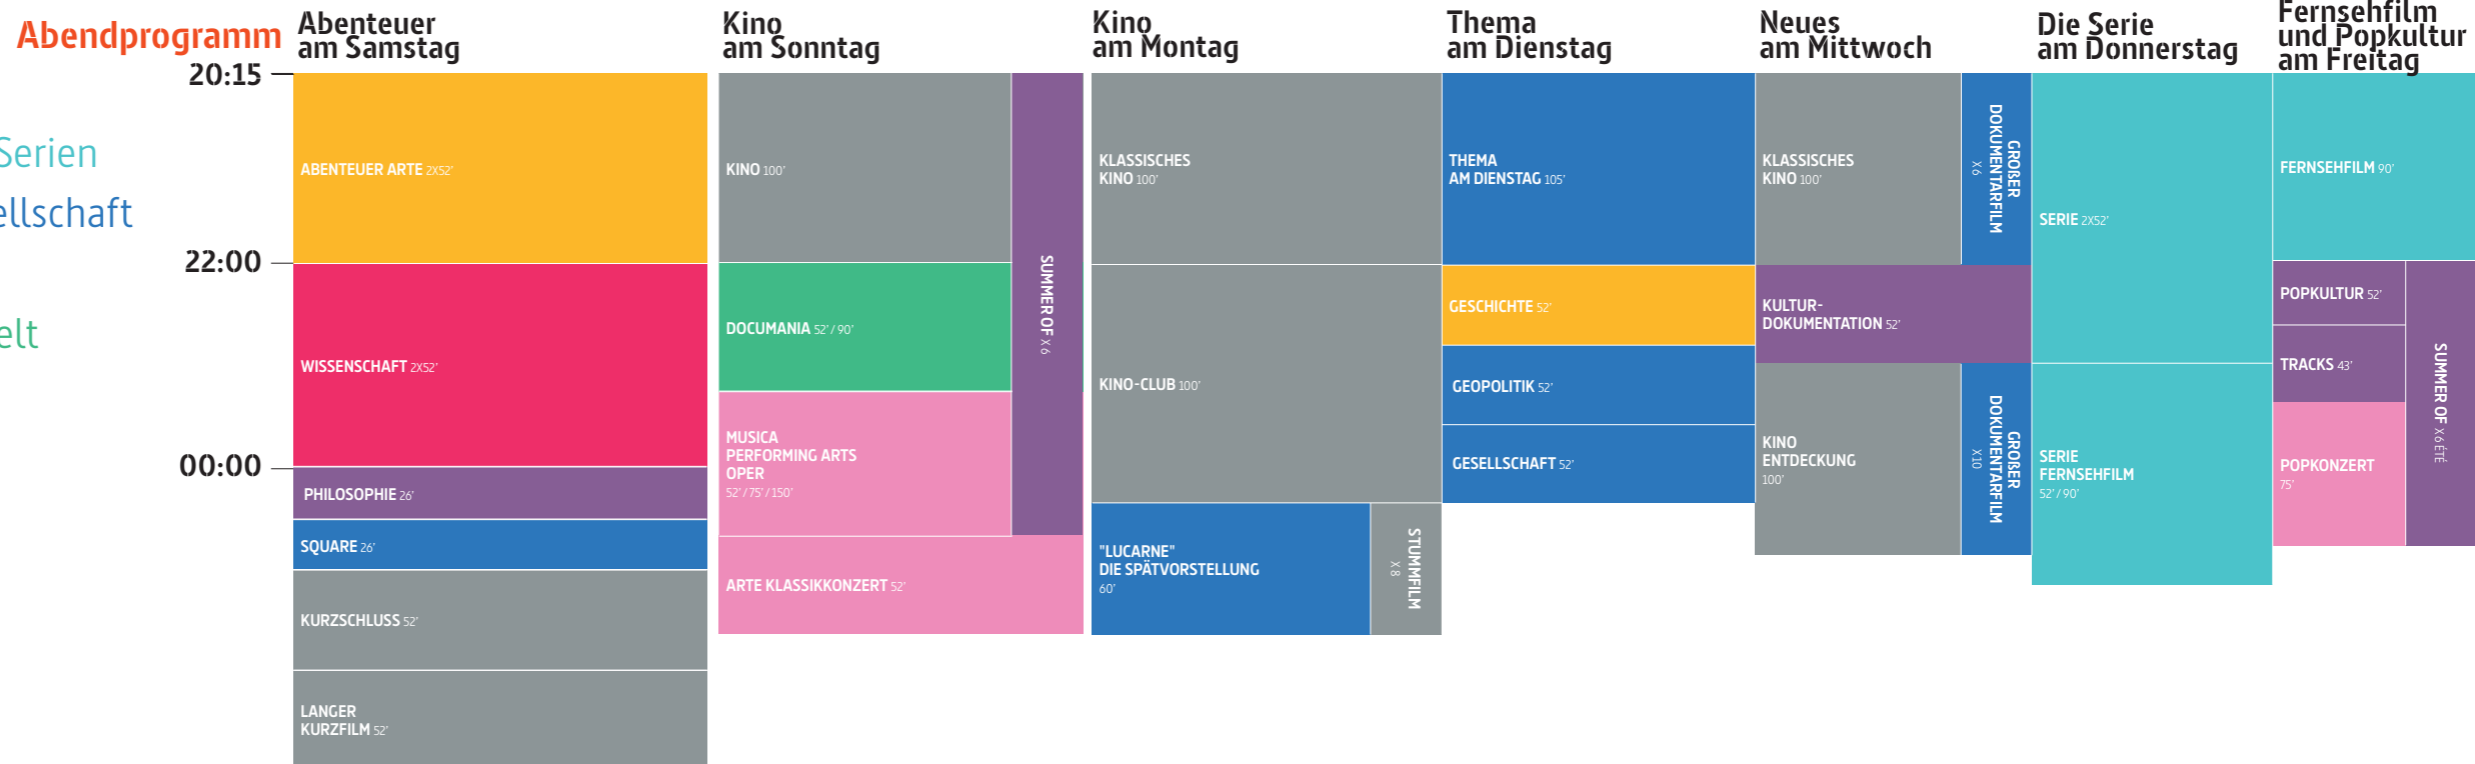 Abendprogramm
20:15
22:00
00:00
Serien
ellschaft
elt
Abenteuer
am Samstag
ABENTEUER ARTE 2X52'
WISSENSCHAFT 2X52'
PHILOSOPHIE 26'
SQUARE 26'
KURZSCHLUSS 52'
LANGER
KURZFILM 52'
Kino
am Sonntag
KINO 100'
DOCUMANIA 52' / 90'
MUSICA
PERFORMING ARTS
OPER
52' / 75' / 150'
ARTE KLASSIKKONZERT 52'
SUMMER OF X 6
Kino
am Montag
KLASSISCHES
KINO 100'
KINO-CLUB 100'
"LUCARNE"
DIE SPÄTVORSTELLUNG
60'
STUMMFILM
X 8
Thema
am Dienstag
THEMA
AM DIENSTAG 105'
GESCHICHTE 52'
GEOPOLITIK 52'
GESELLSCHAFT 52'
Neues
am Mittwoch
KLASSISCHES
KINO 100'
GROßER
DOKUMENTARFILM
X 6
KULTUR-
DOKUMENTATION 52'
KINO
ENTDECKUNG
100'
GROßER
DOKUMENTARFILM
X10
Die Serie
am Donnerstag
SERIE 2X52'
SERIE
FERNSEHFILM
52' / 90'
Fernsehfilm
und Popkultur
am Freitag
FERNSEHFILM 90'
POPKULTUR 52'
TRACKS 43'
POPKONZERT
75'
SUMMER OF X 6 ÉTÉ